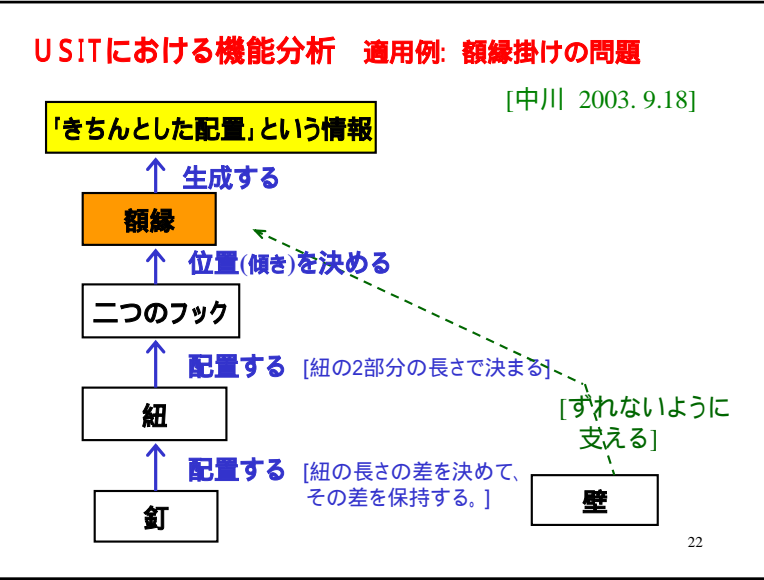 USITにおける機能分析　適用例: 額縁掛けの問題
[中川 2003. 9.18]
「きちんとした配置」という情報
生成する
額縁
位置(傾き)を決める
二つのフック
配置する [紐の2部分の長さで決まる]
紐
[ずれないように
支える]
配置する [紐の長さの差を決めて、
その差を保持する。]
釘
壁
22